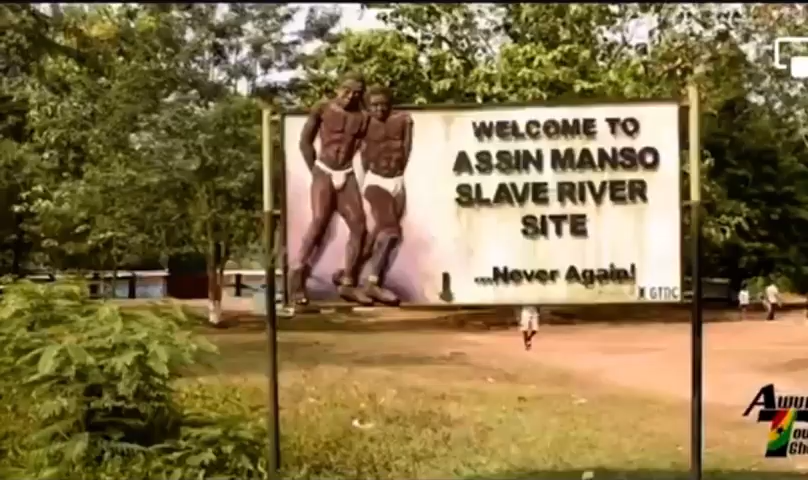 WELCOME TO
ASSIN MANSO
SLAVE RIVER
SITE
...Never Again!
GTDC